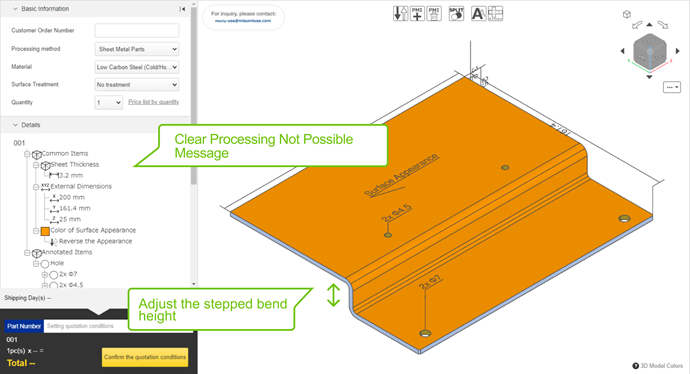 Basic Information
Customer Order Number
Processing method
Sheet Metal Parts
Material
Low Carbon Steel (Cold/Ho...
Surface Treatment
No treatment
Quantity
1
Price list by quantity
Details
001
Common Items
Sheet Thickness
3.2 mm
External Dimensions
X
200 mm
Y
161.4 mm
Z
25 mm
Color of Surface Appearance
Reverse the Appearance
Annotated Items
Hole
2x Φ7
2x Φ4.5
Shipping Day(s) --
Part Number
Setting quotation conditions
001
1pc(s) x -- =
Total --
Confirm the quotation conditions
For inquiry, please contact:
PMI
PMI
SPLIT
Clear Processing Not Possible
Message
Surface Appearance
2x Φ4.5
2x Φ7
Adjust the stepped bend
height
3D Model Colors